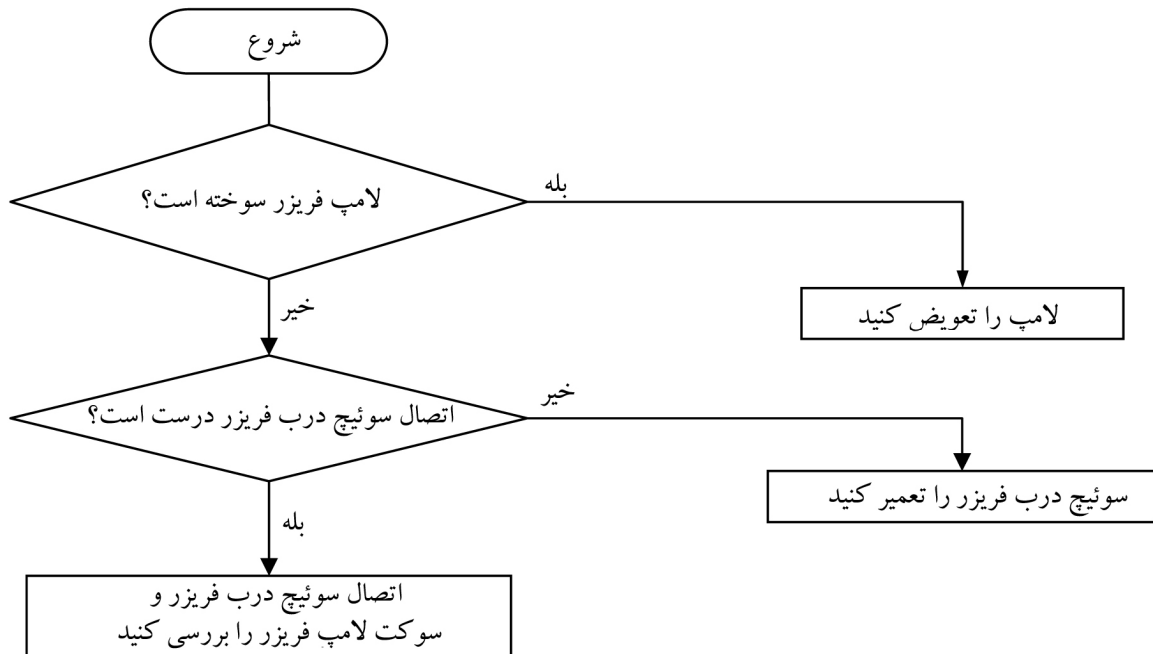 شروع
لامپ فریزر سوخته است؟
بله
لامپ را تعویض کنید
خیر
اتصال سوئیچ درب فریزر درست است؟
خیر
سوئیچ درب فریزر را تعمیر کنید
بله
اتصال سوئیچ درب فریزر و
سوکت لامپ فریزر را بررسی کنید